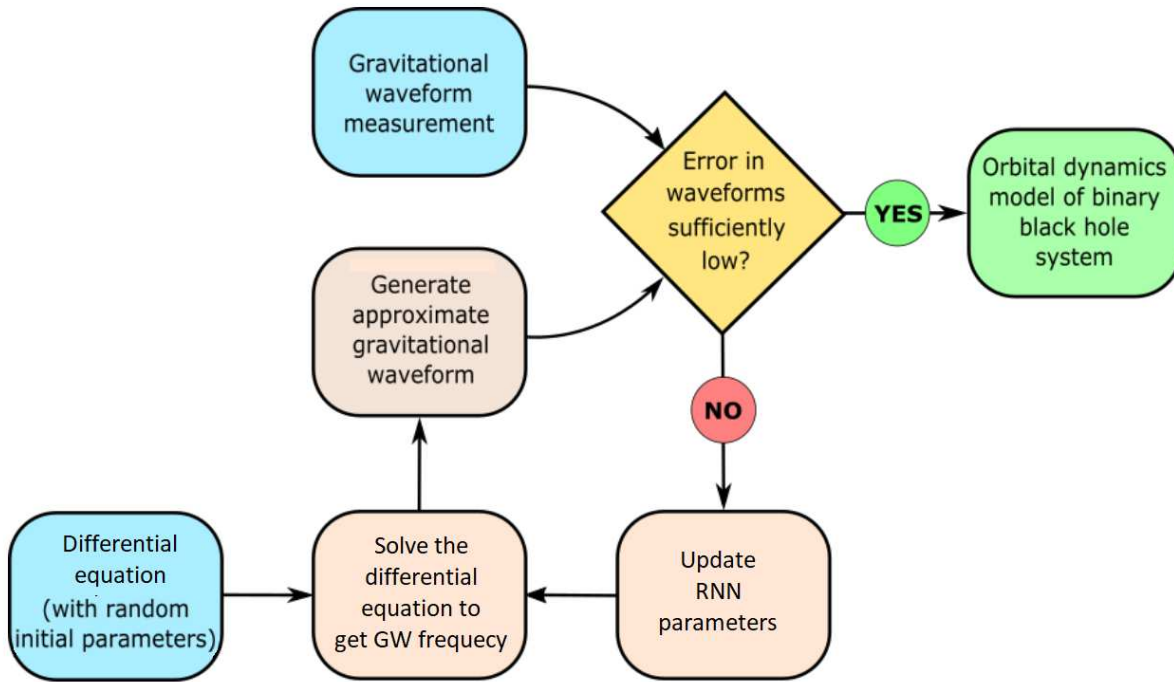 Gravitational
waveform
measurement
Error in
waveforms
sufficiently
low?
YES
Orbital dynamics
model of binary
black hole
system
Generate
approximate
gravitational
waveform
NO
Differential
equation
(with random
initial parameters)
Solve the
differential
equation to
get GW frequecy
Update
RNN
parameters